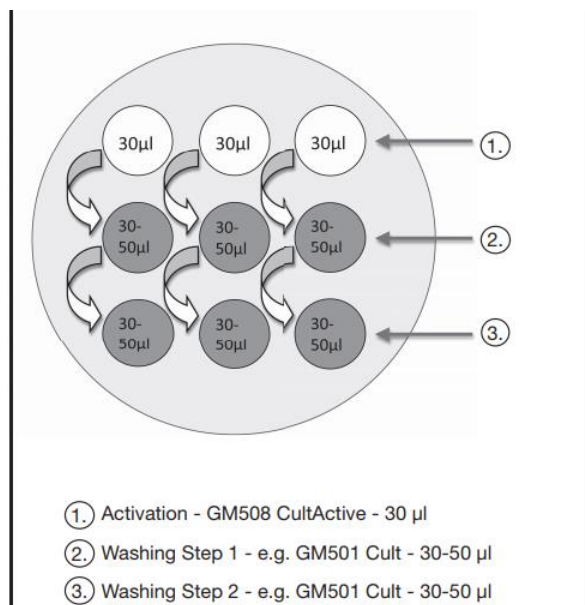 30µl 30µl 30µl ①.
30-
50µl 30-
50µl 30-
50µl ②.
30-
50µl 30-
50µl 30-
50µl ③.
①. Activation - GM508 CultActive - 30 µl
②. Washing Step 1 - e.g. GM501 Cult - 30-50 µl
③. Washing Step 2 - e.g. GM501 Cult - 30-50 µl